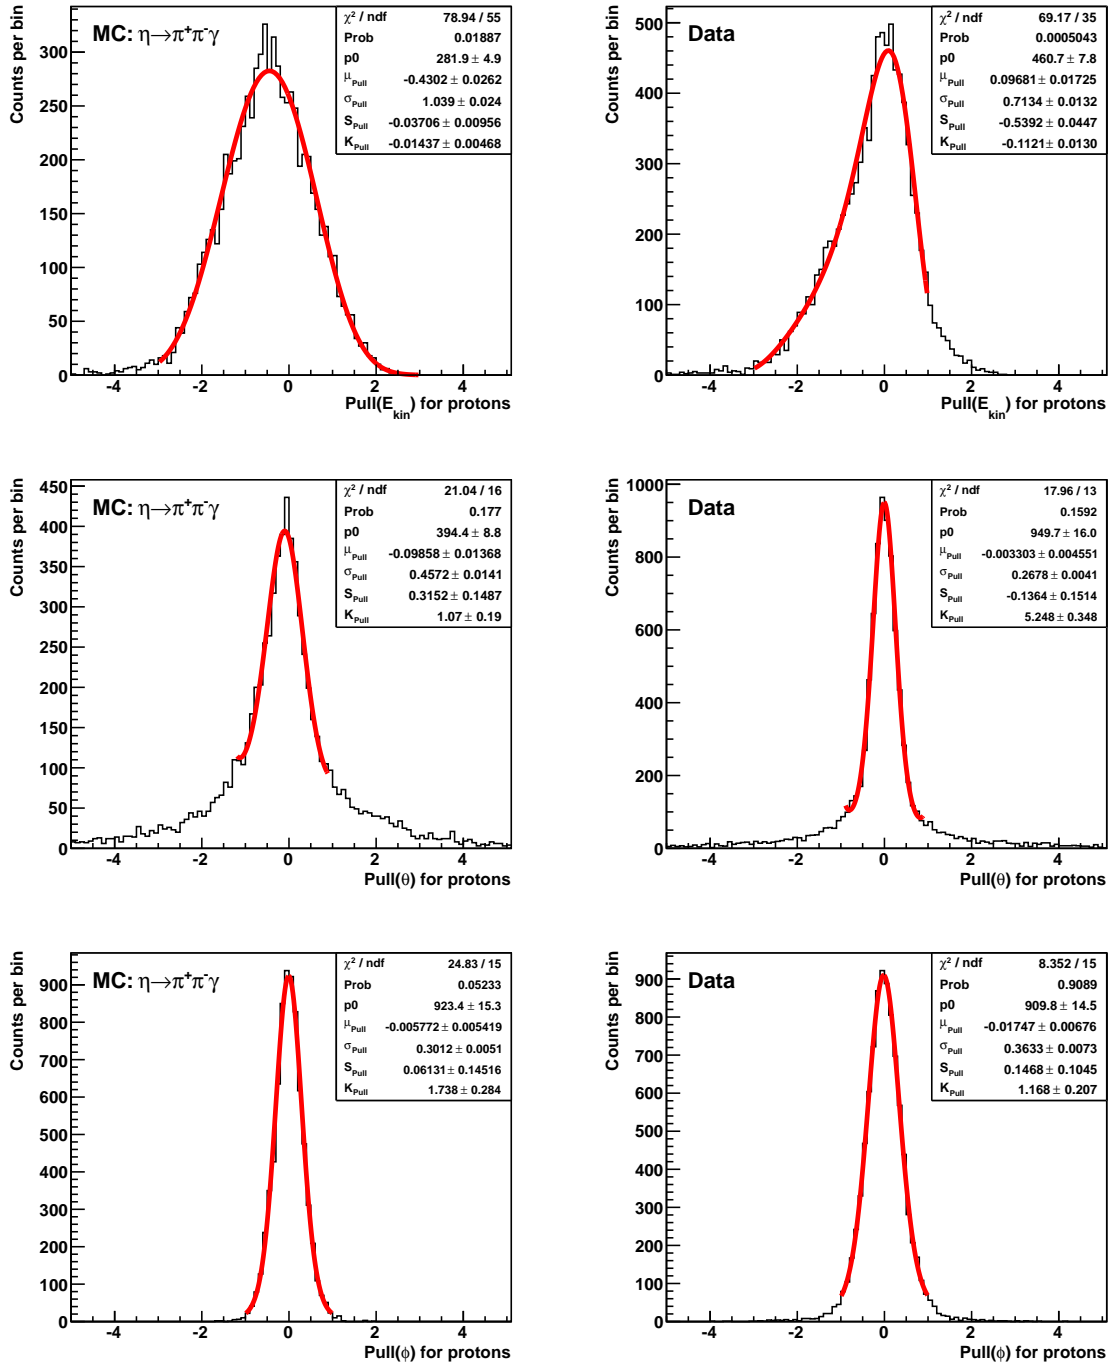 MC: η→π⁺π⁻γ
χ² / ndf 78.94 / 55
Prob 0.01887
p0 281.9 ± 4.9
μPull -0.4302 ± 0.0262
σPull 1.039 ± 0.024
SPull -0.03706 ± 0.00956
KPull -0.01437 ± 0.00468
Counts per bin
300
250
200
150
100
50
0
-4 -2 0 2 4
Pull(Ekin) for protons
Data
χ² / ndf 69.17 / 35
Prob 0.0005043
p0 460.7 ± 7.8
μPull 0.09681 ± 0.01725
σPull 0.7134 ± 0.0132
SPull -0.5392 ± 0.0447
KPull -0.1121 ± 0.0130
Counts per bin
500
400
300
200
100
0
-4 -2 0 2 4
Pull(Ekin) for protons
MC: η→π⁺π⁻γ
χ² / ndf 21.04 / 16
Prob 0.177
p0 394.4 ± 8.8
μPull -0.09858 ± 0.01368
σPull 0.4572 ± 0.0141
SPull 0.3152 ± 0.1487
KPull 1.07 ± 0.19
Counts per bin
450
400
350
300
250
200
150
100
50
0
-4 -2 0 2 4
Pull(θ) for protons
Data
χ² / ndf 17.96 / 13
Prob 0.1592
p0 949.7 ± 16.0
μPull -0.003303 ± 0.004551
σPull 0.2678 ± 0.0041
SPull -0.1364 ± 0.1514
KPull 5.248 ± 0.348
Counts per bin
1000
800
600
400
200
0
-4 -2 0 2 4
Pull(θ) for protons
MC: η→π⁺π⁻γ
χ² / ndf 24.83 / 15
Prob 0.05233
p0 923.4 ± 15.3
μPull -0.005772 ± 0.005419
σPull 0.3012 ± 0.0051
SPull 0.06131 ± 0.14516
KPull 1.738 ± 0.284
Counts per bin
900
800
700
600
500
400
300
200
100
0
-4 -2 0 2 4
Pull(ϕ) for protons
Data
χ² / ndf 8.352 / 15
Prob 0.9089
p0 909.8 ± 14.5
μPull -0.01747 ± 0.00676
σPull 0.3633 ± 0.0073
SPull 0.1468 ± 0.1045
KPull 1.168 ± 0.207
Counts per bin
900
800
700
600
500
400
300
200
100
0
-4 -2 0 2 4
Pull(ϕ) for protons